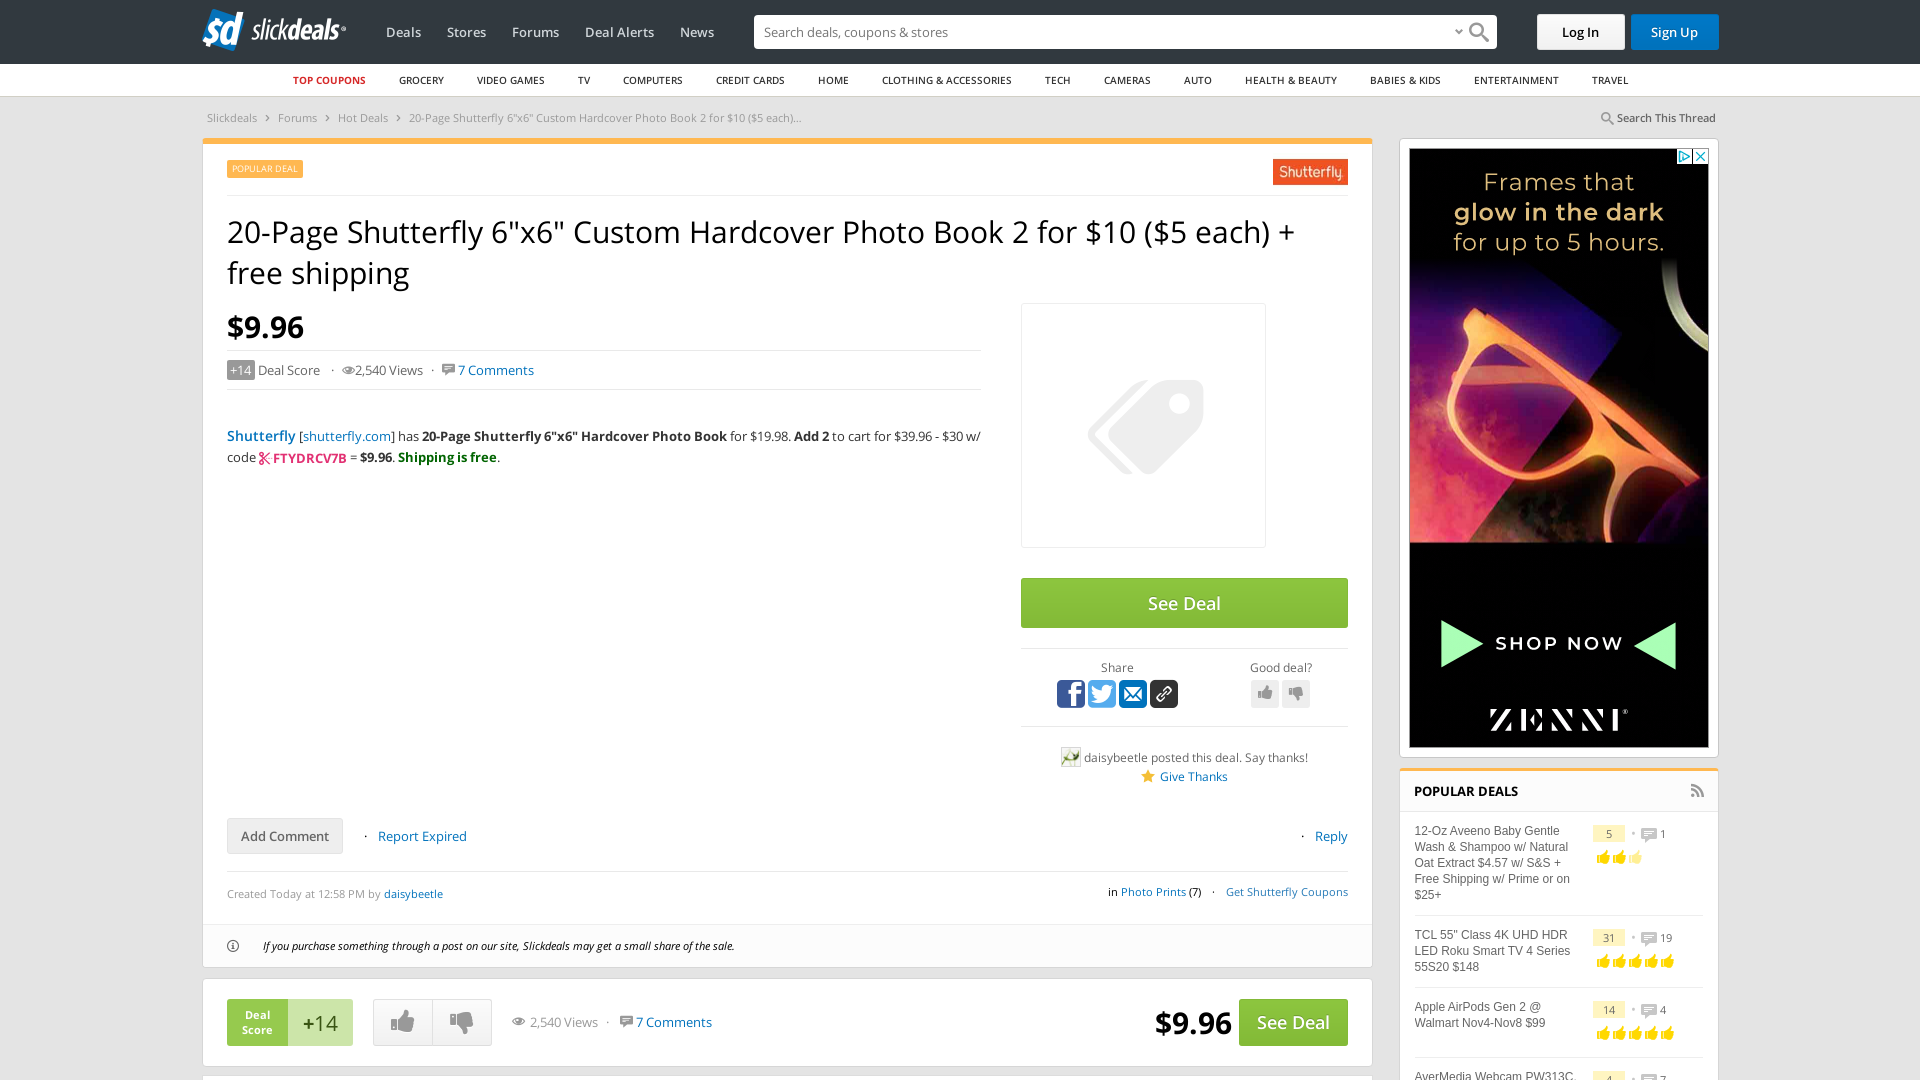 slickdeals
Deals
Stores
Forums
Deal Alerts
News
Search deals, coupons & stores
Log In
Sign Up
TOP COUPONS
GROCERY
VIDEO GAMES
TV
COMPUTERS
CREDIT CARDS
HOME
CLOTHING & ACCESSORIES
TECH
CAMERAS
AUTO
HEALTH & BEAUTY
BABIES & KIDS
ENTERTAINMENT
TRAVEL
Slickdeals > Forums > Hot Deals > 20-Page Shutterfly 6"x6" Custom Hardcover Photo Book 2 for $10 ($5 each)...
Search This Thread
POPULAR DEAL
Shutterfly
20-Page Shutterfly 6"x6" Custom Hardcover Photo Book 2 for $10 ($5 each) +
free shipping
$9.96
+14 Deal Score · 2,540 Views · 7 Comments
Shutterfly [shutterfly.com] has 20-Page Shutterfly 6"x6" Hardcover Photo Book for $19.98. Add 2 to cart for $39.96 - $30 w/
code FTYDRCV7B = $9.96. Shipping is free.
See Deal
Share
Good deal?
daisybeetle posted this deal. Say thanks!
Give Thanks
Add Comment · Report Expired
· Reply
Created Today at 12:58 PM by daisybeetle
in Photo Prints (7) · Get Shutterfly Coupons
If you purchase something through a post on our site, Slickdeals may get a small share of the sale.
Deal
Score
+14
2,540 Views · 7 Comments
$9.96
See Deal
Frames that
glow in the dark
for up to 5 hours.
SHOP NOW
ZENNI®
POPULAR DEALS
12-Oz Aveeno Baby Gentle
Wash & Shampoo w/ Natural
Oat Extract $4.57 w/ S&S +
Free Shipping w/ Prime or on
$25+
5 • 1
TCL 55" Class 4K UHD HDR
LED Roku Smart TV 4 Series
55S20 $148
31 • 19
Apple AirPods Gen 2 @
Walmart Nov4-Nov8 $99
14 • 4
AverMedia Webcam PW313C,
4 • 7